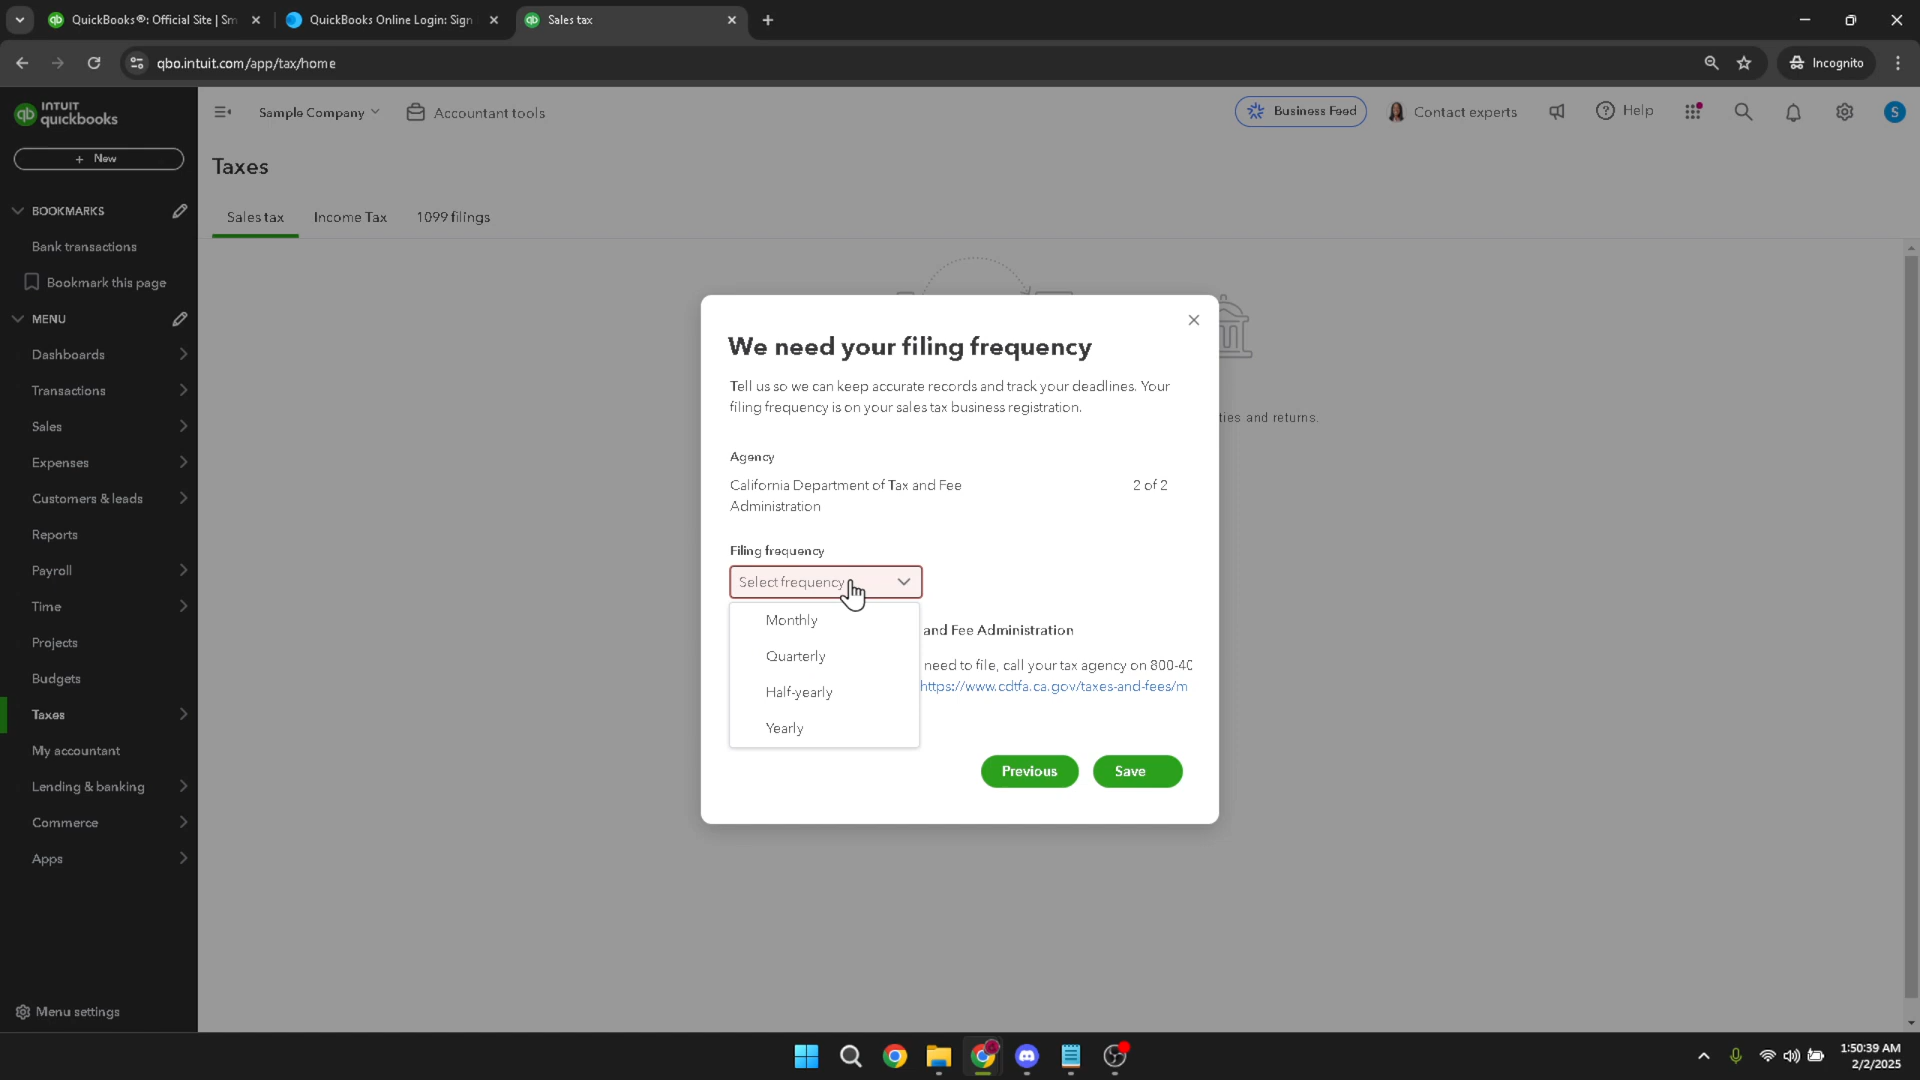 QuickBooks®: Official Site | Sm
QuickBooks Online Login: Sign
Sales tax
qbo.intuit.com/app/tax/home
Incognito
INTUIT
quickbooks
Sample Company
Accountant tools
Business Feed
Contact experts
Help
S
+ New
Taxes
BOOKMARKS
Sales tax
Income Tax
1099 filings
Bank transactions
Bookmark this page
MENU
Dashboards
Transactions
Sales
Expenses
Customers & leads
Reports
Payroll
Time
Projects
Budgets
Taxes
My accountant
Lending & banking
Commerce
Apps
Menu settings
ties and returns.
We need your filing frequency
Tell us so we can keep accurate records and track your deadlines. Your
filing frequency is on your sales tax business registration.
Agency
California Department of Tax and Fee
Administration
2 of 2
Filing frequency
Select frequency
Monthly
Quarterly
Half-yearly
Yearly
and Fee Administration
need to file, call your tax agency on 800-40
https://www.cdtfa.ca.gov/taxes-and-fees/m
Previous
Save
1:50:39 AM
2/2/2025